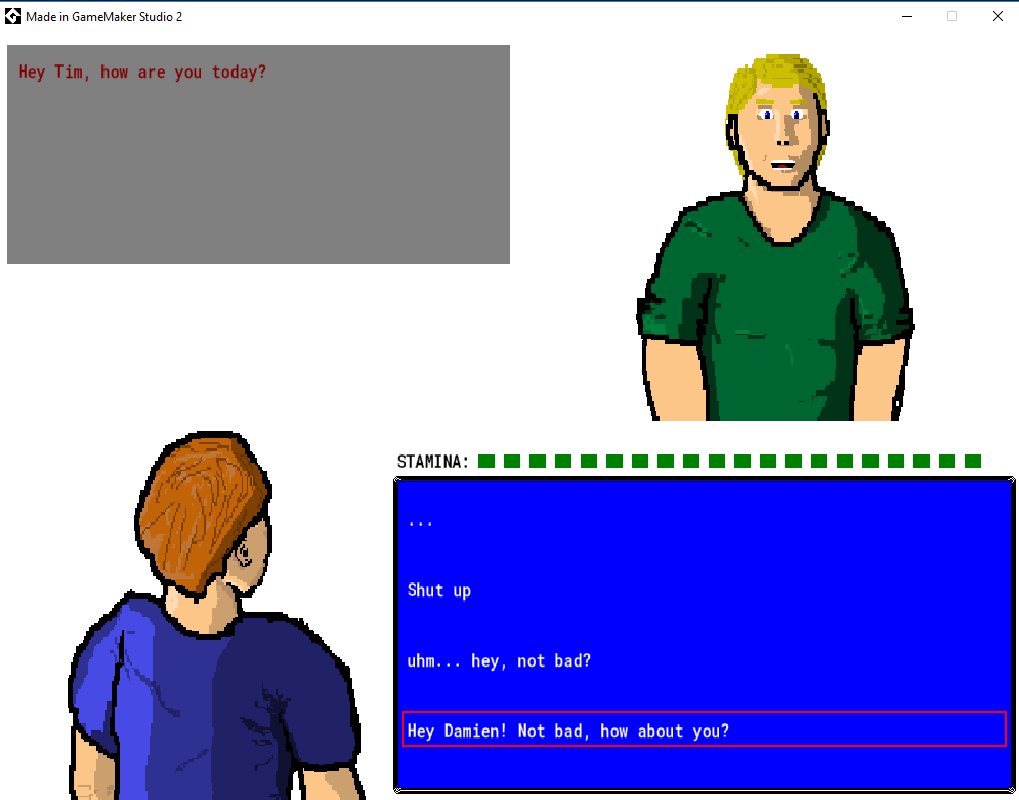 Made in GameMaker Studio 2
Hey Tim, how are you today?
STAMINA:
...
Shut up
uhm... hey, not bad?
Hey Damien! Not bad, how about you?